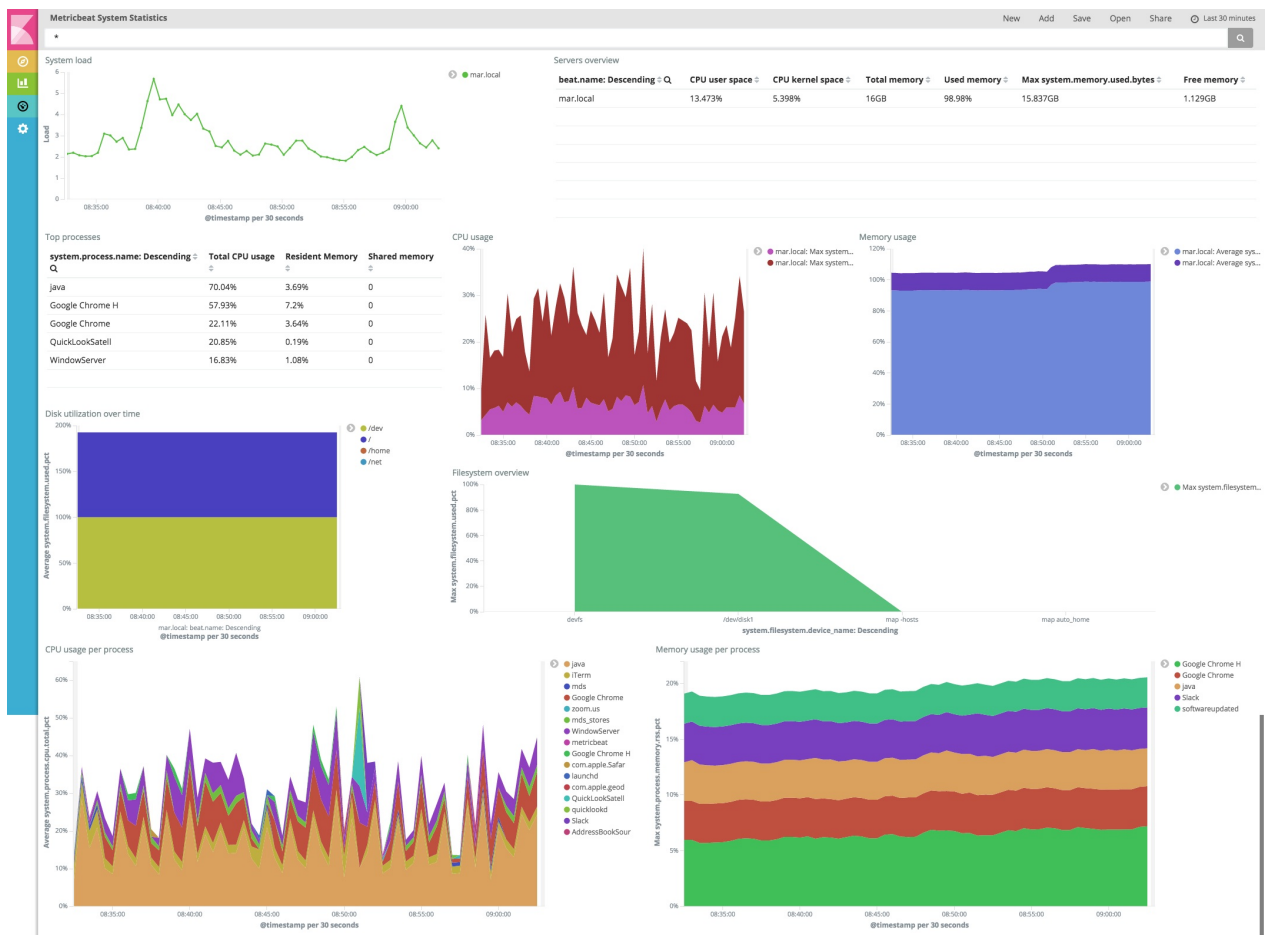 Metricbeat System Statistics
New Add Save Open Share Last 30 minutes
*
System load
6
5
4
3
2
1
0
Load
08:35:00 08:40:00 08:45:00 08:50:00 08:55:00 09:00:00
@timestamp per 30 seconds
mar.local
Servers overview
beat.name: Descending CPU user space CPU kernel space Total memory Used memory Max system.memory.used.bytes Free memory
mar.local 13.473% 5.398% 16GB 98.98% 15.837GB 1.129GB
Top processes
system.process.name: Descending Total CPU usage Resident Memory Shared memory
java 70.04% 3.69% 0
Google Chrome H 57.93% 7.2% 0
Google Chrome 22.11% 3.64% 0
QuickLookSatell 20.85% 0.19% 0
WindowServer 16.83% 1.08% 0
CPU usage
40%
30%
20%
10%
0%
08:35:00 08:40:00 08:45:00 08:50:00 08:55:00 09:00:00
@timestamp per 30 seconds
mar.local: Max system...
mar.local: Max system...
Memory usage
120%
100%
80%
60%
40%
20%
0%
08:35:00 08:40:00 08:45:00 08:50:00 08:55:00 09:00:00
@timestamp per 30 seconds
mar.local: Average sys...
mar.local: Average sys...
Disk utilization over time
200%
150%
100%
50%
0%
Average system.filesystem.used.pct
08:35:00 08:40:00 08:45:00 08:50:00 08:55:00 09:00:00
mar.local: beat.name: Descending
@timestamp per 30 seconds
/dev
/
/home
/net
Filesystem overview
100%
80%
60%
40%
20%
0%
Max system.filesystem.used.pct
devfs /dev/disk1 map -hosts map auto_home
system.filesystem.device_name: Descending
Max system.filesystem...
CPU usage per process
60%
50%
40%
30%
20%
10%
0%
Average system.process.cpu.total.pct
08:35:00 08:40:00 08:45:00 08:50:00 08:55:00 09:00:00
@timestamp per 30 seconds
java
iTerm
mds
Google Chrome
zoom.us
mds_stores
WindowServer
metricbeat
Google Chrome H
com.apple.Safar
launchd
com.apple.geod
QuickLookSatell
quicklookd
Slack
AddressBookSour
Memory usage per process
20%
15%
10%
5%
0%
Max system.process.memory.rss.pct
08:35:00 08:40:00 08:45:00 08:50:00 08:55:00 09:00:00
@timestamp per 30 seconds
Google Chrome H
Google Chrome
java
Slack
softwareupdated